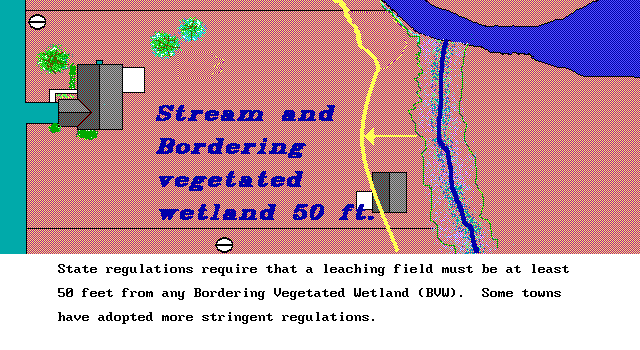 Stream and
Bordering
vegetated
wetland 50 ft.
State regulations require that a leaching field must be at least
50 feet from any Bordering Vegetated Wetland (BVW).  Some towns
have adopted more stringent regulations.